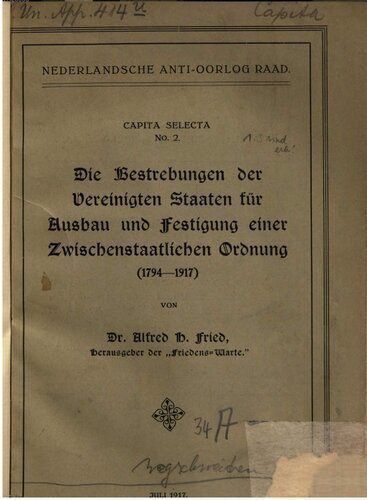 Un. App. 414
Capita
NEDERLANDSCHE ANTI-OORLOG RAAD.
CAPITA SELECTA
No. 2.
Die Bestrebungen der
Vereinigten Staaten für
Ausbau und Festigung einer
Zwischenstaatlichen Ordnung
(1794—1917)
VON
Dr. Alfred H. Fried,
Herausgeber der „Friedens-Warte.”
34 A
JULI 1917.